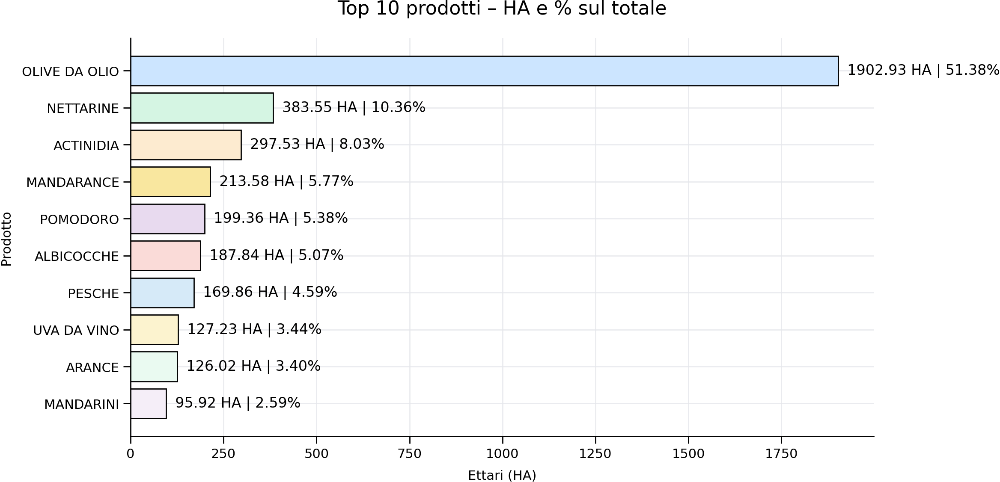 Top 10 prodotti – HA e % sul totale
Prodotto
OLIVE DA OLIO 1902.93 HA | 51.38%
NETTARINE 383.55 HA | 10.36%
ACTINIDIA 297.53 HA | 8.03%
MANDARANCE 213.58 HA | 5.77%
POMODORO 199.36 HA | 5.38%
ALBICOCCHE 187.84 HA | 5.07%
PESCHE 169.86 HA | 4.59%
UVA DA VINO 127.23 HA | 3.44%
ARANCE 126.02 HA | 3.40%
MANDARINI 95.92 HA | 2.59%
0 250 500 750 1000 1250 1500 1750
Ettari (HA)